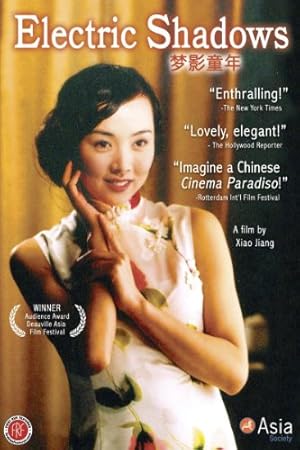 Electric Shadows
梦影童年
"Enthralling!"
-The New York Times
"Lovely, elegant!"
- The Hollywood Reporter
"Imagine a Chinese
Cinema Paradiso!"
-Rotterdam Int'l Film Festival
A film by
Xiao Jiang
WINNER
Audience Award
Deauville Asia
Film Festival
FRF
Asia
Society